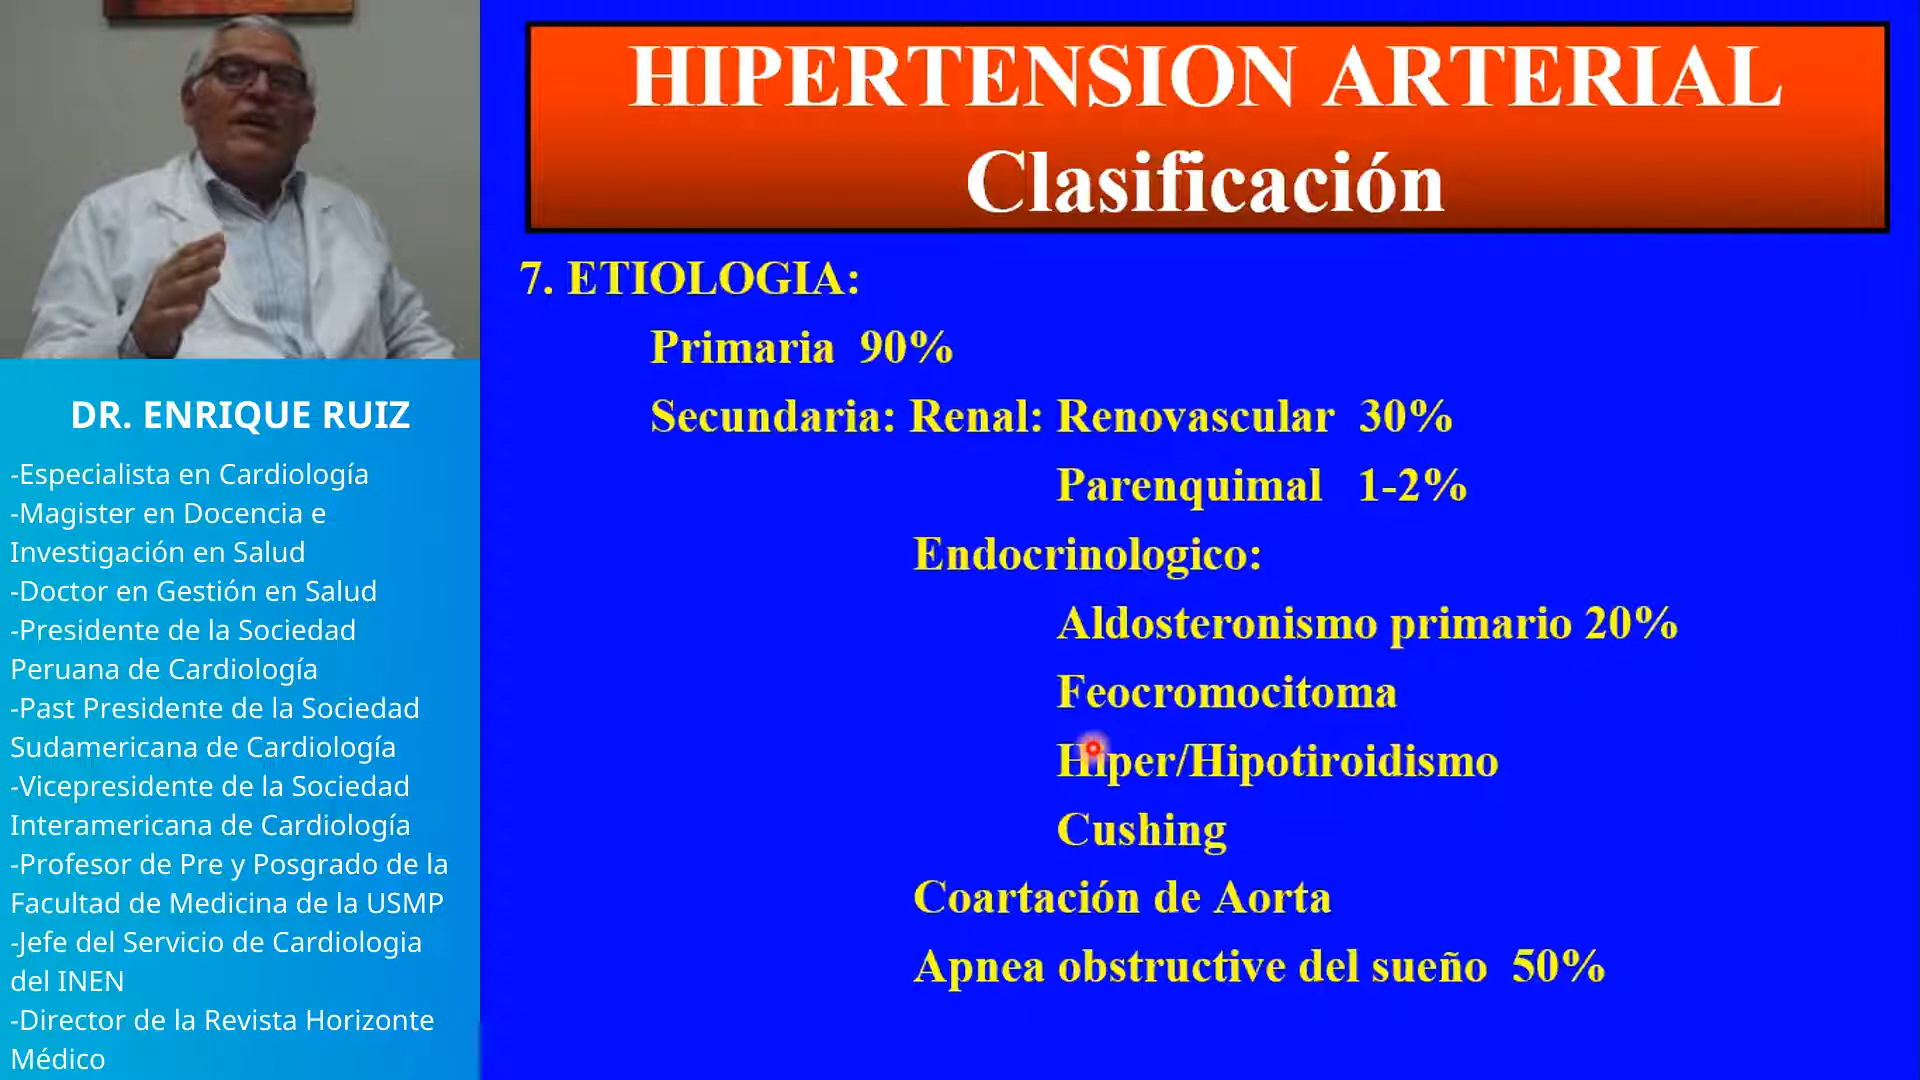 HIPERTENSION ARTERIAL
Clasificación
7. ETIOLOGIA:
Primaria 90%
Secundaria: Renal: Renovascular 30%
Parenquimal 1-2%
Endocrinologico:
Aldosteronismo primario 20%
Feocromocitoma
Hiper/Hipotiroidismo
Cushing
Coartación de Aorta
Apnea obstructive del sueño 50%
DR. ENRIQUE RUIZ
-Especialista en Cardiología
-Magister en Docencia e
Investigación en Salud
-Doctor en Gestión en Salud
-Presidente de la Sociedad
Peruana de Cardiología
-Past Presidente de la Sociedad
Sudamericana de Cardiología
-Vicepresidente de la Sociedad
Interamericana de Cardiología
-Profesor de Pre y Posgrado de la
Facultad de Medicina de la USMP
-Jefe del Servicio de Cardiologia
del INEN
-Director de la Revista Horizonte
Médico